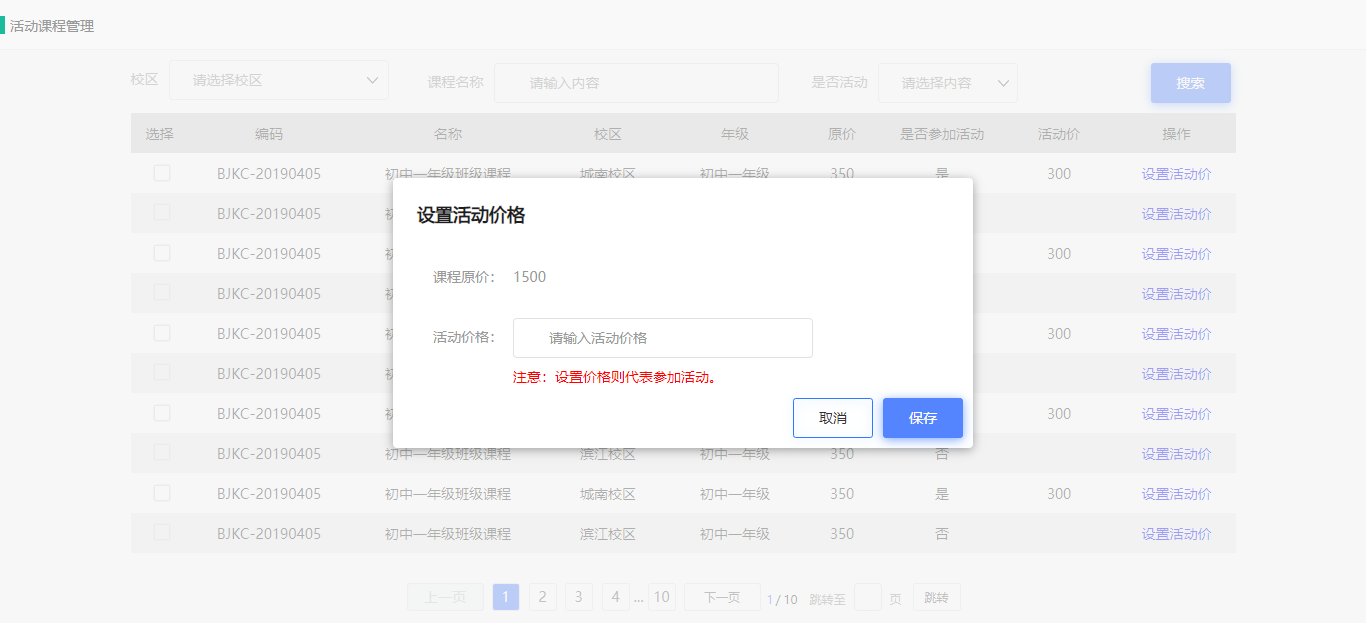 活动课程管理
校区 请选择校区 课程名称 请输入内容 是否活动 请选择内容 搜索
选择 编码 名称 校区 年级 原价 是否参加活动 活动价 操作
BJKC-20190405 初中一年级班级课程 城南校区 初中一年级 350 是 300 设置活动价
BJKC-20190405 初 设置活动价
BJKC-20190405 初 300 设置活动价
BJKC-20190405 初 设置活动价
BJKC-20190405 初 300 设置活动价
BJKC-20190405 初 设置活动价
BJKC-20190405 初 300 设置活动价
BJKC-20190405 初中一年级班级课程 滨江校区 初中一年级 350 否 设置活动价
BJKC-20190405 初中一年级班级课程 城南校区 初中一年级 350 是 300 设置活动价
BJKC-20190405 初中一年级班级课程 滨江校区 初中一年级 350 否 设置活动价
设置活动价格
课程原价： 1500
活动价格： 请输入活动价格
注意：设置价格则代表参加活动。
取消 保存
上一页 1 2 3 4 ... 10 下一页 1 / 10 跳转至 页 跳转